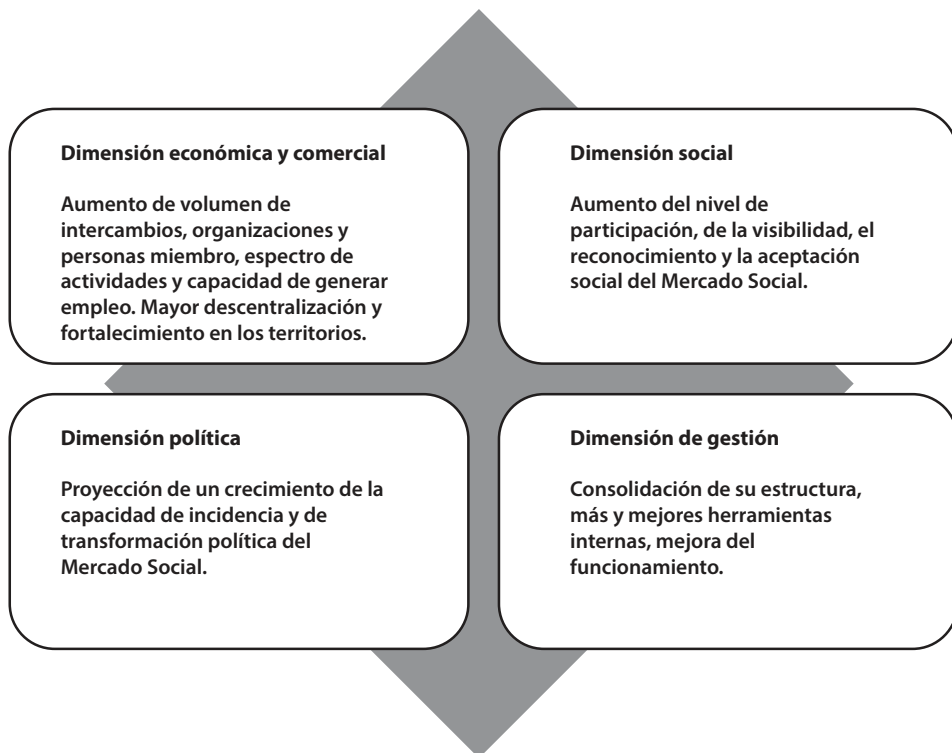 Dimensión económica y comercial
Aumento de volumen de
intercambios, organizaciones y
personas miembro, espectro de
actividades y capacidad de generar
empleo. Mayor descentralización y
fortalecimiento en los territorios.
Dimensión social
Aumento del nivel de
participación, de la visibilidad, el
reconocimiento y la aceptación
social del Mercado Social.
Dimensión política
Proyección de un crecimiento de la
capacidad de incidencia y de
transformación política del
Mercado Social.
Dimensión de gestión
Consolidación de su estructura,
más y mejores herramientas
internas, mejora del
funcionamiento.